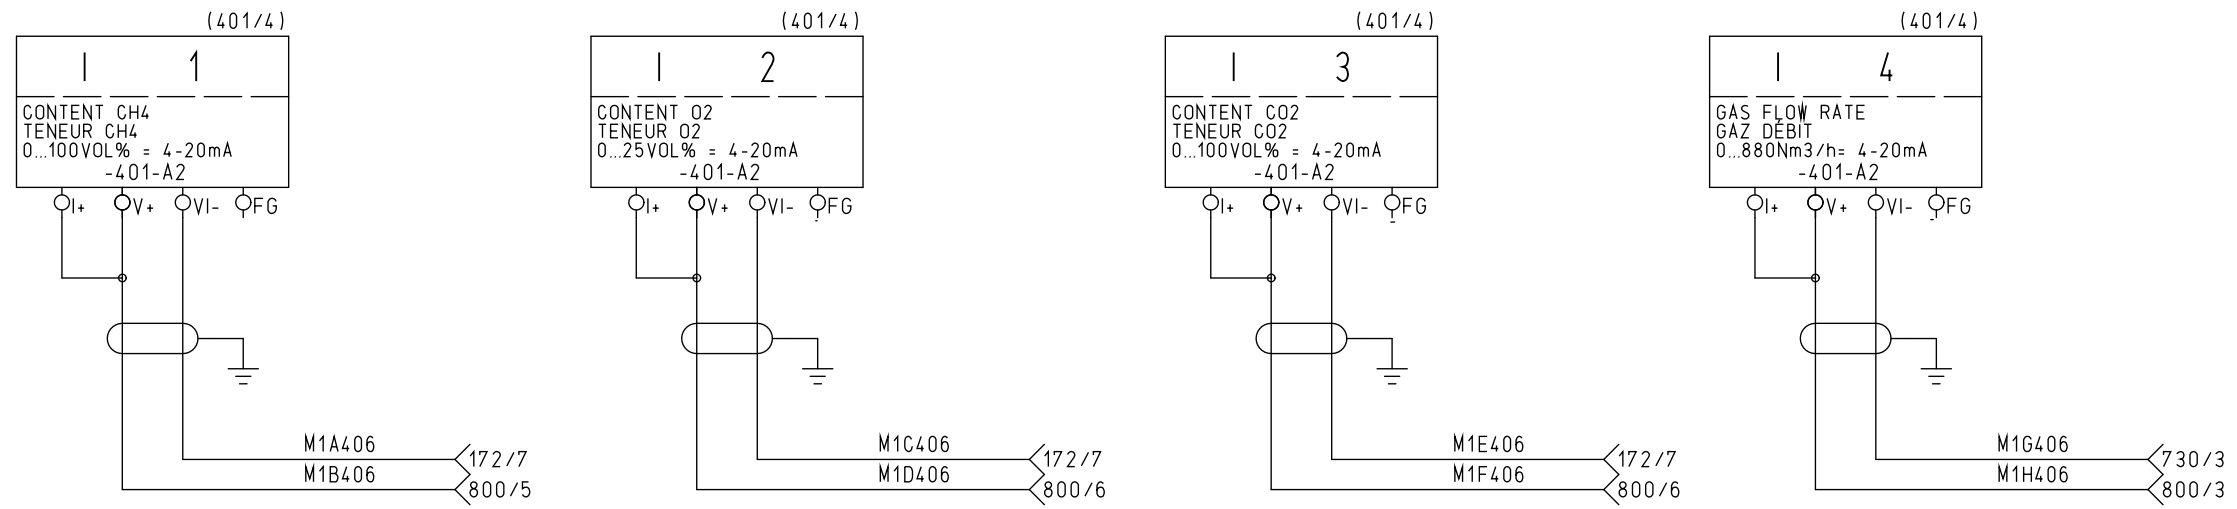 (401/4)
I 1
CONTENT CH4
TENEUR CH4
0...100VOL% = 4-20mA
-401-A2
I+ V+ VI- FG
M1A406
172/7
M1B406
800/5
(401/4)
I 2
CONTENT O2
TENEUR O2
0...25VOL% = 4-20mA
-401-A2
I+ V+ VI- FG
-
M1C406
172/7
M1D406
800/6
(401/4)
I 3
CONTENT CO2
TENEUR CO2
0...100VOL% = 4-20mA
-401-A2
I+ V+ VI- FG
-
M1E406
172/7
M1F406
800/6
(401/4)
I 4
GAS FLOW RATE
GAZ DÉBIT
0...880Nm3/h= 4-20mA
-401-A2
I+ V+ VI- FG
-
M1G406
730/3
M1H406
800/3